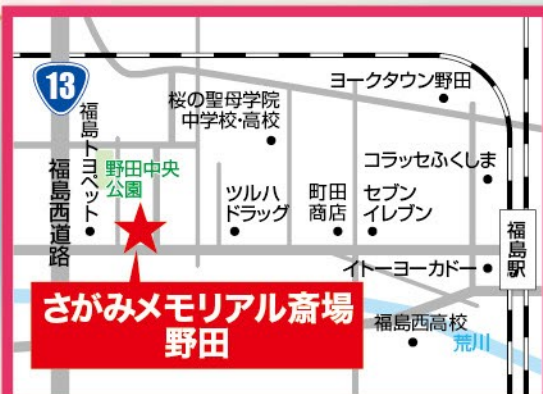 13
ヨークタウン野田
桜の聖母学院
中学校・高校
福島トヨペット
福島西道路
野田中央
公園
コラッセふくしま
ツルハ
ドラッグ
町田
商店
セブン
イレブン
福島駅
イトーヨーカドー
さがみメモリアル斎場
野田
福島西高校
荒川